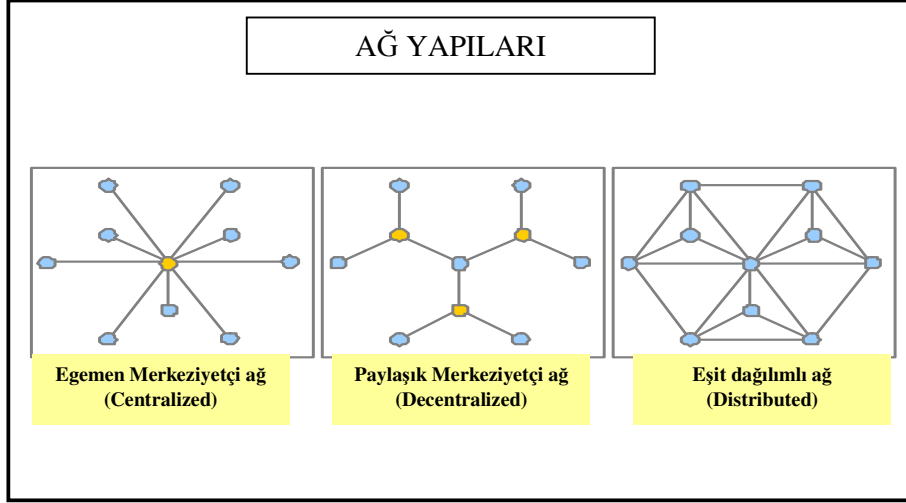 AĞ YAPILARI
Egemen Merkeziyetçi ağ
(Centralized)
Paylaşık Merkeziyetçi ağ
(Decentralized)
Eşit dağılımlı ağ
(Distributed)